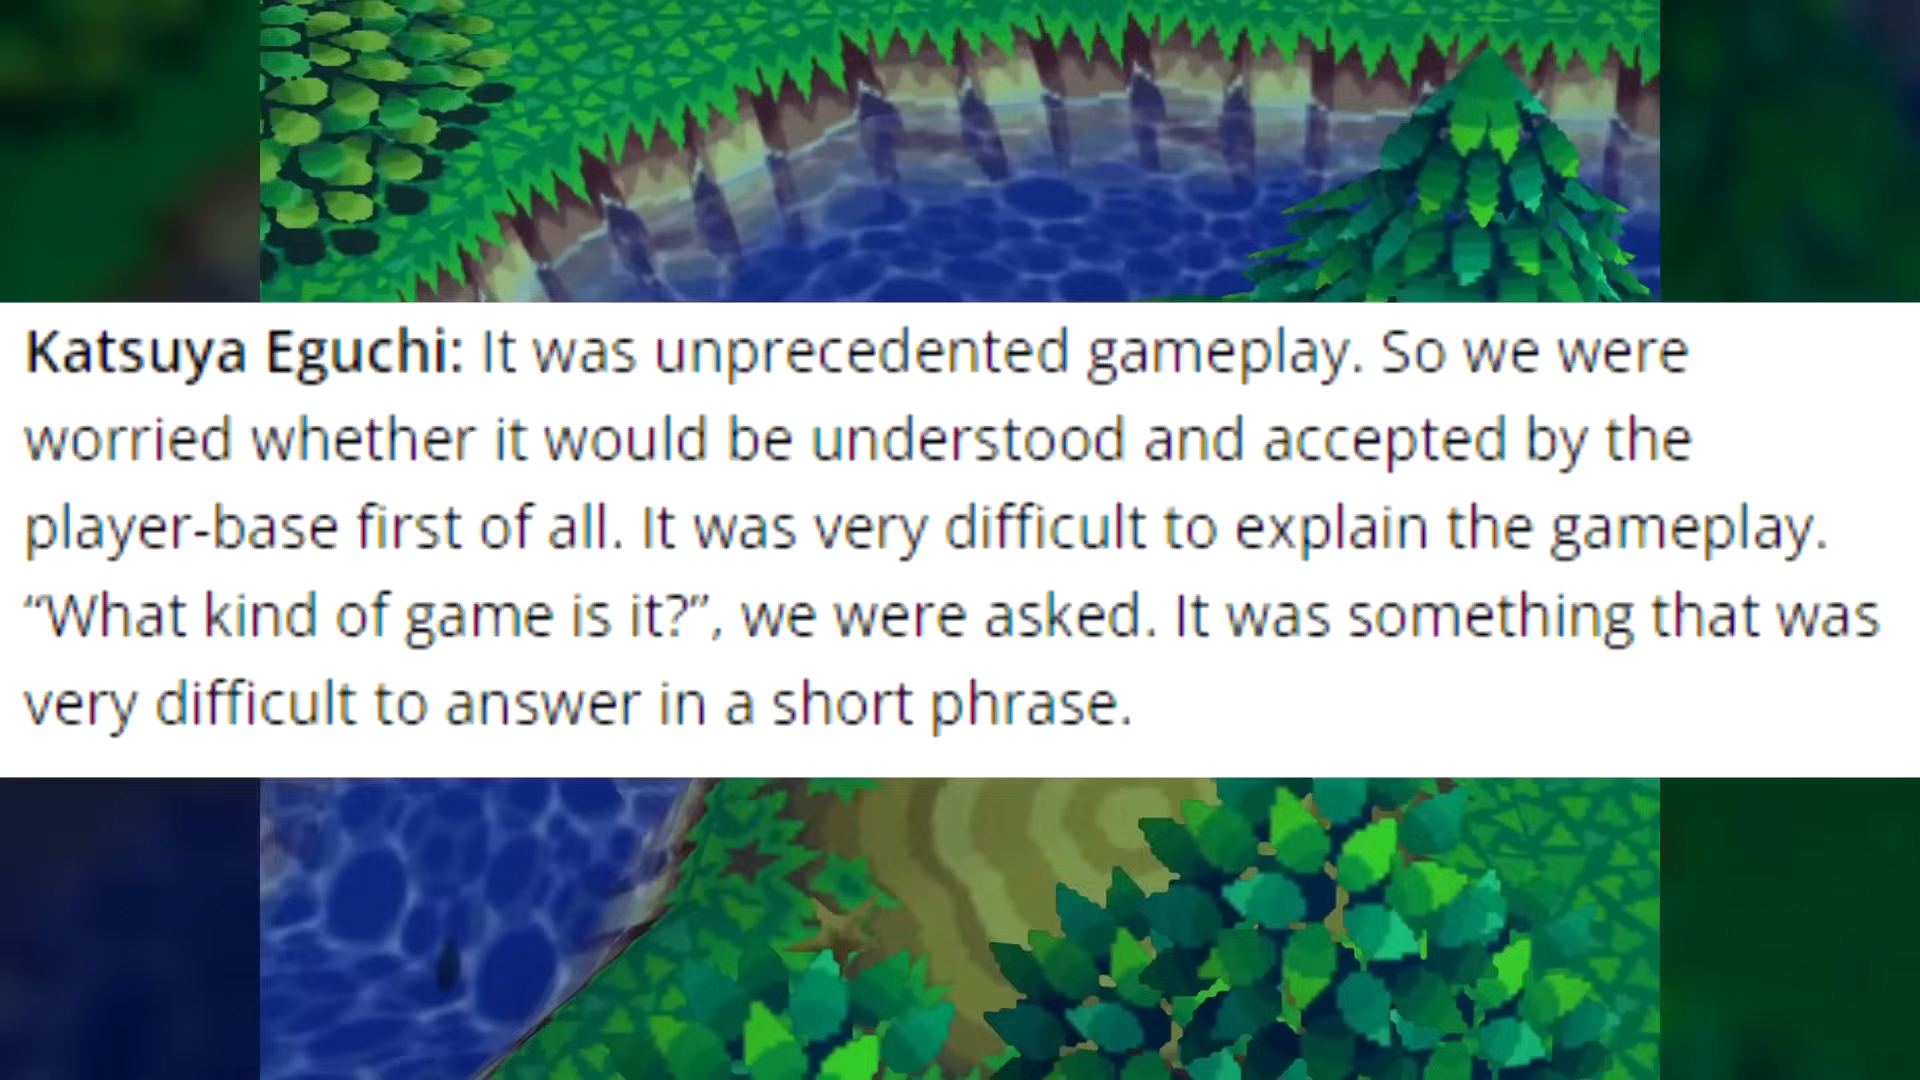 Katsuya Eguchi: It was unprecedented gameplay. So we were
worried whether it would be understood and accepted by the
player-base first of all. It was very difficult to explain the gameplay.
“What kind of game is it?”, we were asked. It was something that was
very difficult to answer in a short phrase.